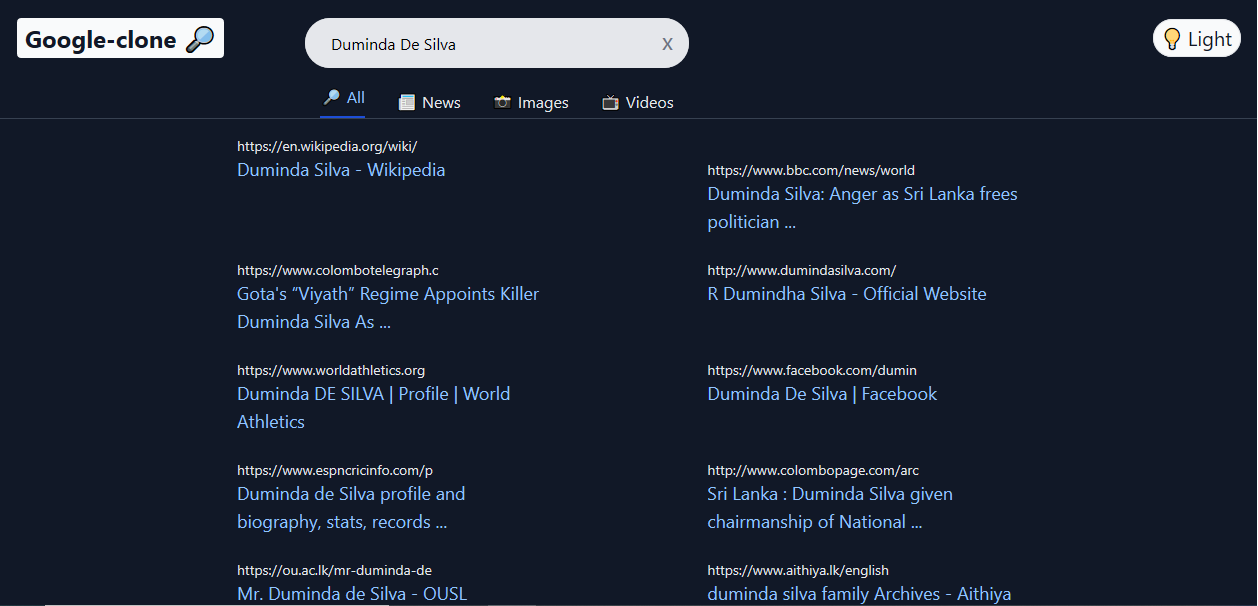 Google-clone
Duminda De Silva
X
Light
All
News
Images
Videos
https://en.wikipedia.org/wiki/
Duminda Silva - Wikipedia
https://www.bbc.com/news/world
Duminda Silva: Anger as Sri Lanka frees
politician ...
https://www.colombotelegraph.c
Gota's “Viyath” Regime Appoints Killer
Duminda Silva As ...
http://www.dumindasilva.com/
R Dumindha Silva - Official Website
https://www.worldathletics.org
Duminda DE SILVA | Profile | World
Athletics
https://www.facebook.com/dumin
Duminda De Silva | Facebook
https://www.espncricinfo.com/p
Duminda de Silva profile and
biography, stats, records ...
http://www.colombopage.com/arc
Sri Lanka : Duminda Silva given
chairmanship of National ...
https://ou.ac.lk/mr-duminda-de
Mr. Duminda de Silva - OUSL
https://www.aithiya.lk/english
duminda silva family Archives - Aithiya